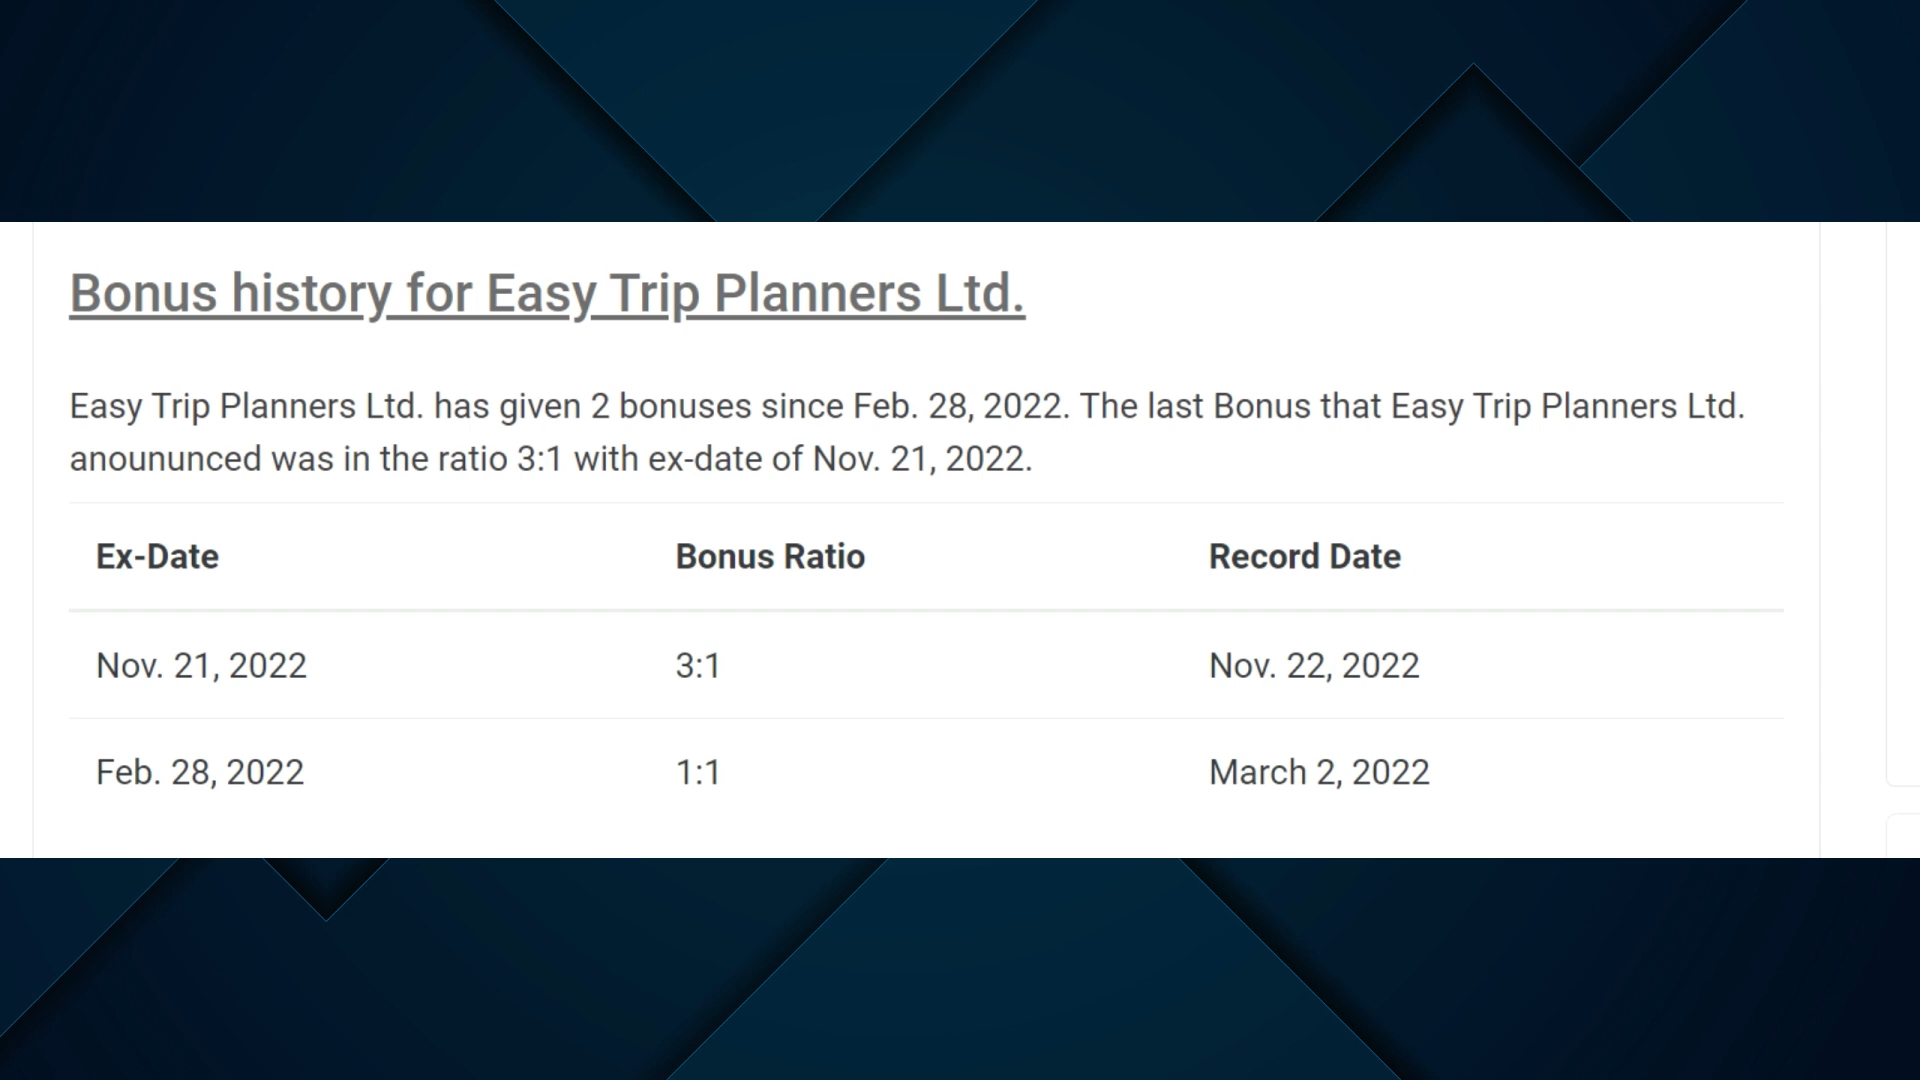 Bonus history for Easy Trip Planners Ltd.
Easy Trip Planners Ltd. has given 2 bonuses since Feb. 28, 2022. The last Bonus that Easy Trip Planners Ltd.
anoununced was in the ratio 3:1 with ex-date of Nov. 21, 2022.
Ex-Date Bonus Ratio Record Date
Nov. 21, 2022 3:1 Nov. 22, 2022
Feb. 28, 2022 1:1 March 2, 2022